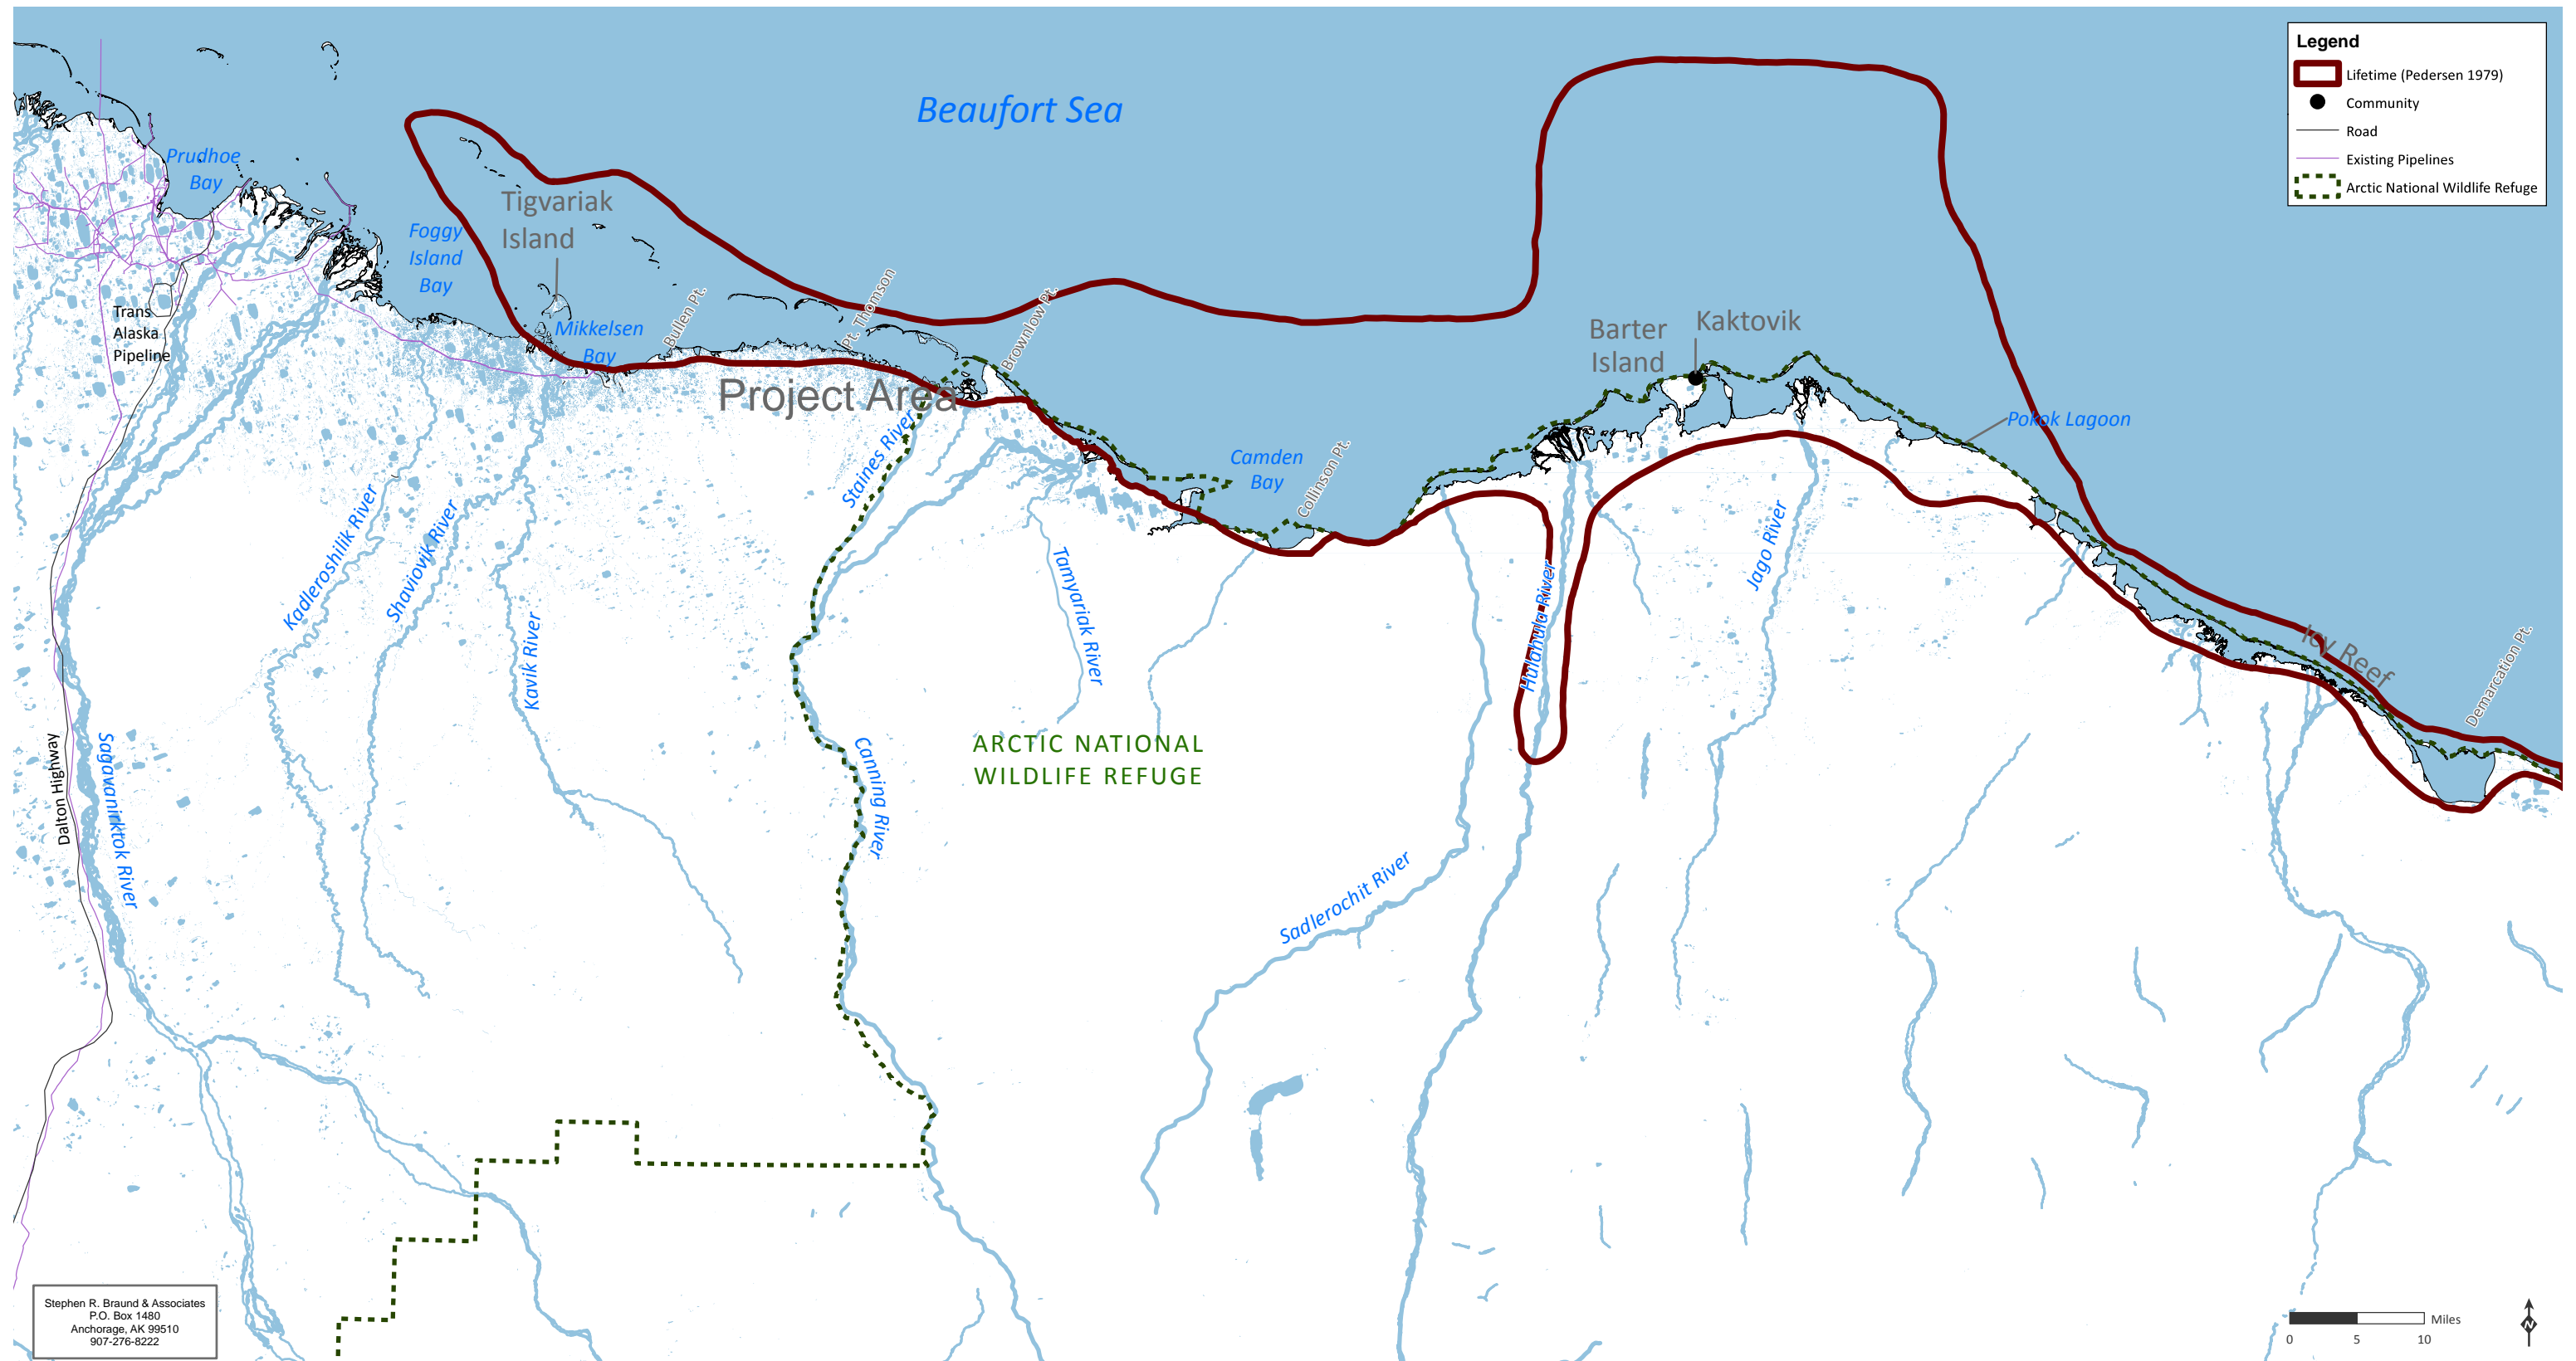 Beaufort Sea
Legend
Lifetime (Pedersen 1979)
Community
Road
Existing Pipelines
Arctic National Wildlife Refuge
Prudhoe
Bay
Tigvariak
Island
Foggy
Island
Bay
Trans
Alaska
Pipeline
Mikkelsen
Bay
Bullen Pt.
Pt. Thomson
Brownlow Pt.
Project Area
Barter
Island
Kaktovik
Pokok Lagoon
Camden
Bay
Collinson Pt.
Staines River
Kadleroshilik River
Shaviovik River
Kavik River
Tamyariak River
Hulahula River
Jago River
Icy Reef
Demarcation Pt.
Dalton Highway
Sagavanirktok River
Canning River
ARCTIC NATIONAL
WILDLIFE REFUGE
Sadlerochit River
Stephen R. Braund & Associates
P.O. Box 1480
Anchorage, AK 99510
907-276-8222
Miles
0 5 10
N